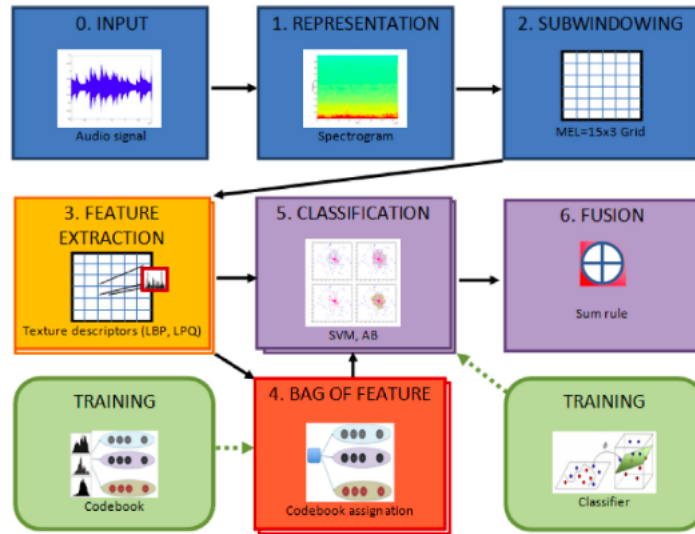 0. INPUT
Audio signal
1. REPRESENTATION
Spectrogram
2. SUBWINDOWING
MEL=15x3 Grid
3. FEATURE
EXTRACTION
Texture descriptors (LBP, LPQ)
5. CLASSIFICATION
SVM, AB
6. FUSION
Sum rule
TRAINING
Codebook
4. BAG OF FEATURE
Codebook assignation
TRAINING
Classifier